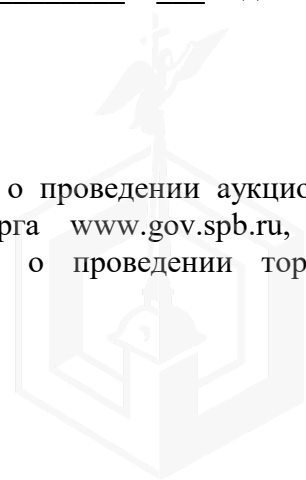 о проведении аукцио
рга www.gov.spb.ru,
о проведении тор